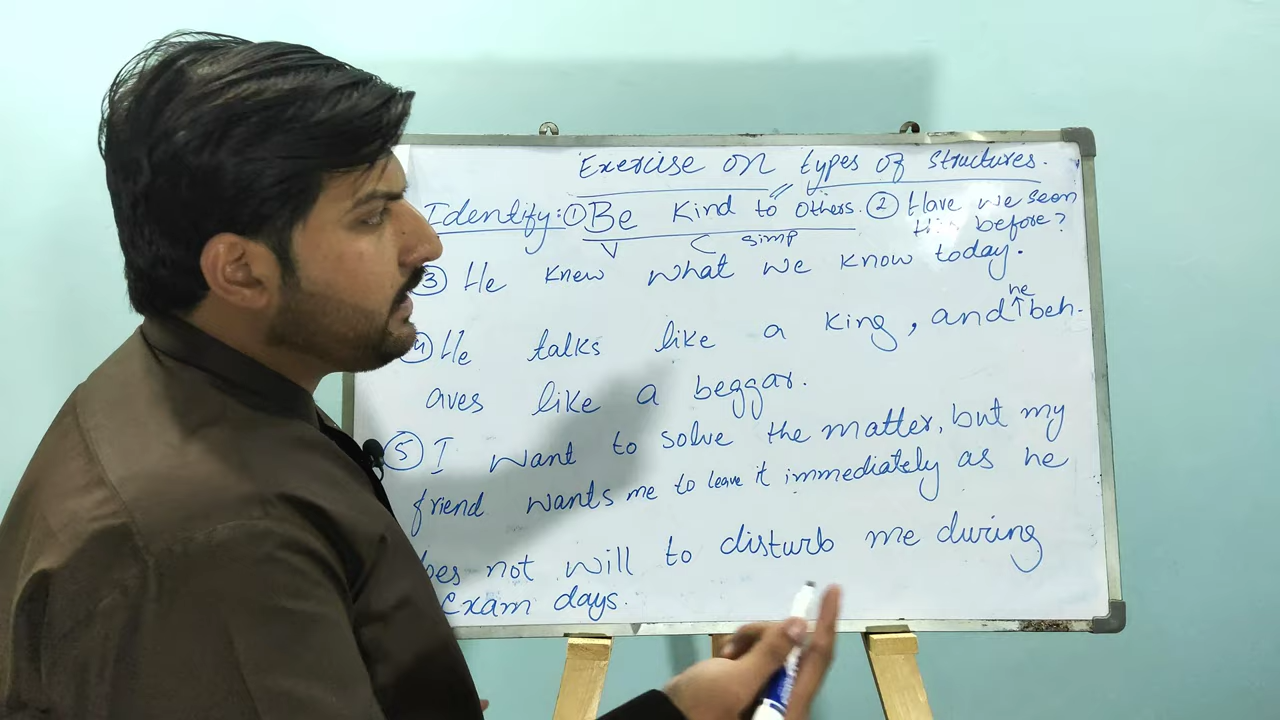 Exercise on types of structures.
Identify: ① Be Kind to others. ② Have we seen
him before?
V C simp
③ He knew what we know today.
he
④ He talks like a king, and ↑ beh-
aves like a beggar.
⑤ I want to solve the matter, but my
friend wants me to leave it immediately as he
does not will to disturb me during
exam days.